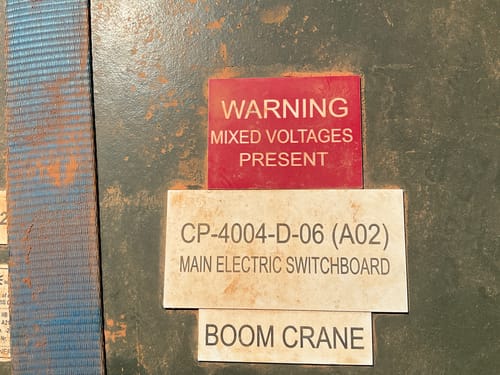 WARNING
MIXED VOLTAGES
PRESENT
CP-4004-D-06 (A02)
MAIN ELECTRIC SWITCHBOARD
BOOM CRANE